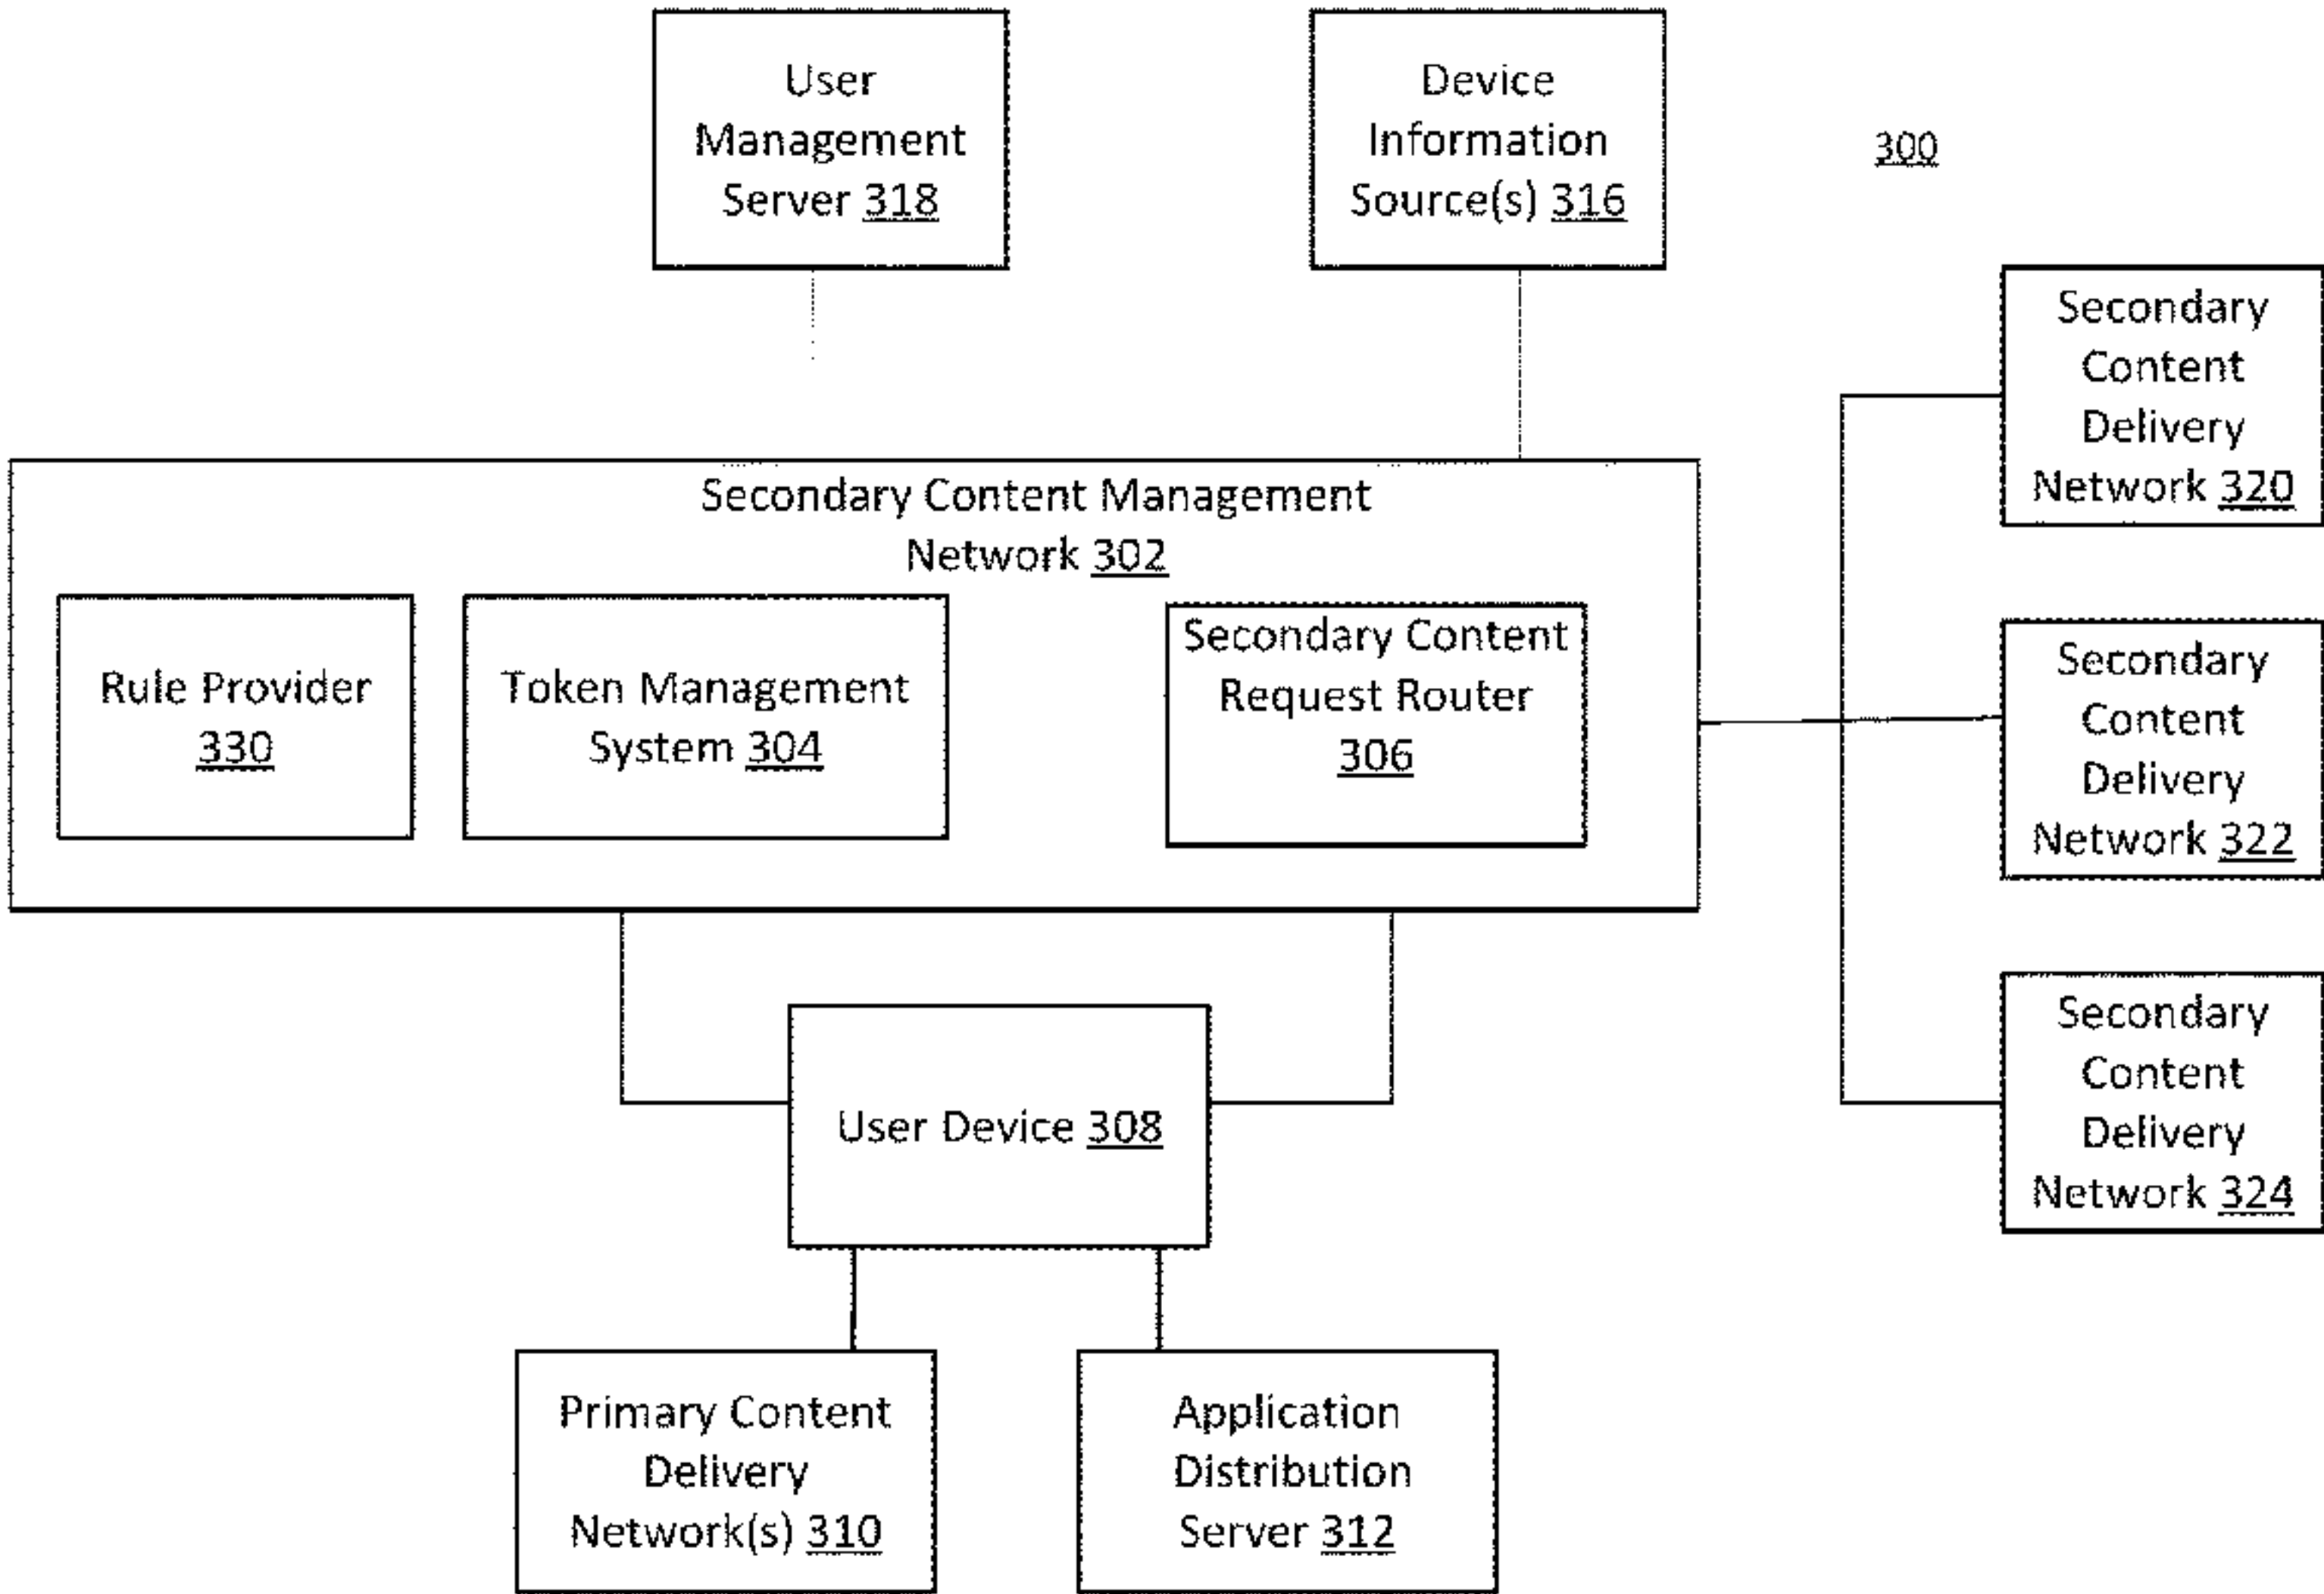 User
Management
Server 318
Device
Information
Source(s) 316
300
Secondary
Content
Delivery
Network 320
Secondary Content Management
Network 302
Rule Provider
330
Token Management
System 304
Secondary Content
Request Router
306
Secondary
Content
Delivery
Network 322
User Device 308
Secondary
Content
Delivery
Network 324
Primary Content
Delivery
Network(s) 310
Application
Distribution
Server 312